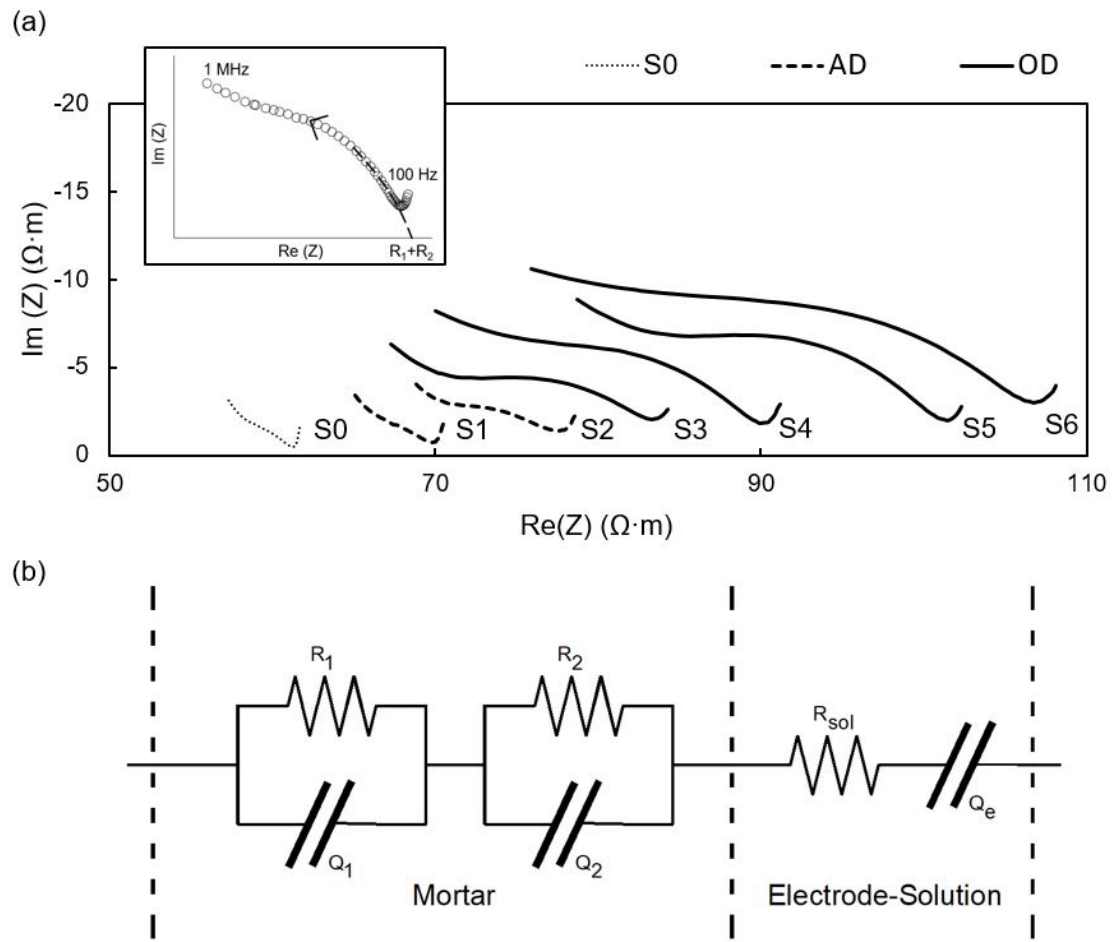 (a)
S0 AD OD
1 MHz
100 Hz
Im (Z)
Re (Z) R1+R2
Im (Z) (Ω·m)
-20
-15
-10
-5
0
S0 S1 S2 S3 S4 S5 S6
50 70 90 110
Re(Z) (Ω·m)
(b)
R1 R2
Rsol
Q1 Q2 Qe
Mortar Electrode-Solution